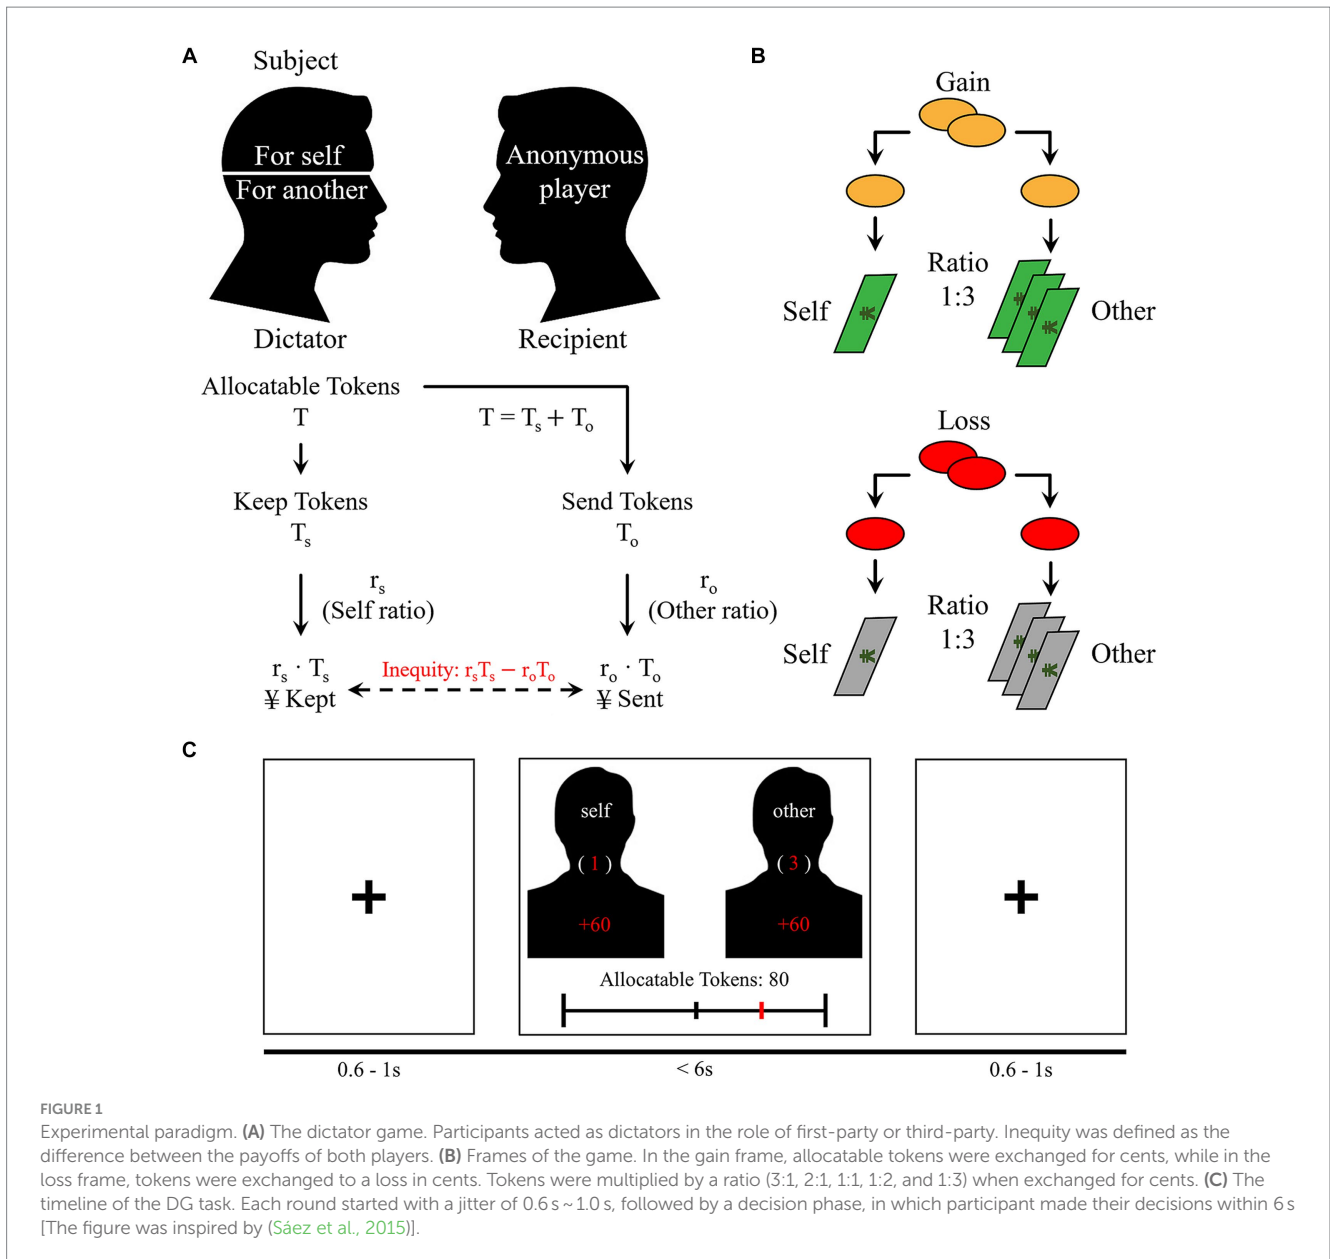 A
Subject
For self
For another
Anonymous
player
Dictator
Recipient
Allocatable Tokens
T
T = Tₛ + Tₒ
Keep Tokens
Tₛ
Send Tokens
Tₒ
rₛ
(Self ratio)
rₒ
(Other ratio)
rₛ · Tₛ
¥ Kept
Inequity: rₛTₛ − rₒTₒ
rₒ · Tₒ
¥ Sent
B
Gain
Ratio
1:3
Self
Other
¥
¥
¥
¥
Loss
Ratio
1:3
Self
Other
¥
¥
¥
¥
C
self
( 1 )
+60
other
( 3 )
+60
Allocatable Tokens: 80
0.6 - 1s
< 6s
0.6 - 1s
FIGURE 1
Experimental paradigm. (A) The dictator game. Participants acted as dictators in the role of first-party or third-party. Inequity was defined as the
difference between the payoffs of both players. (B) Frames of the game. In the gain frame, allocatable tokens were exchanged for cents, while in the
loss frame, tokens were exchanged to a loss in cents. Tokens were multiplied by a ratio (3:1, 2:1, 1:1, 1:2, and 1:3) when exchanged for cents. (C) The
timeline of the DG task. Each round started with a jitter of 0.6 s ~ 1.0 s, followed by a decision phase, in which participant made their decisions within 6 s
[The figure was inspired by (Sáez et al., 2015)].